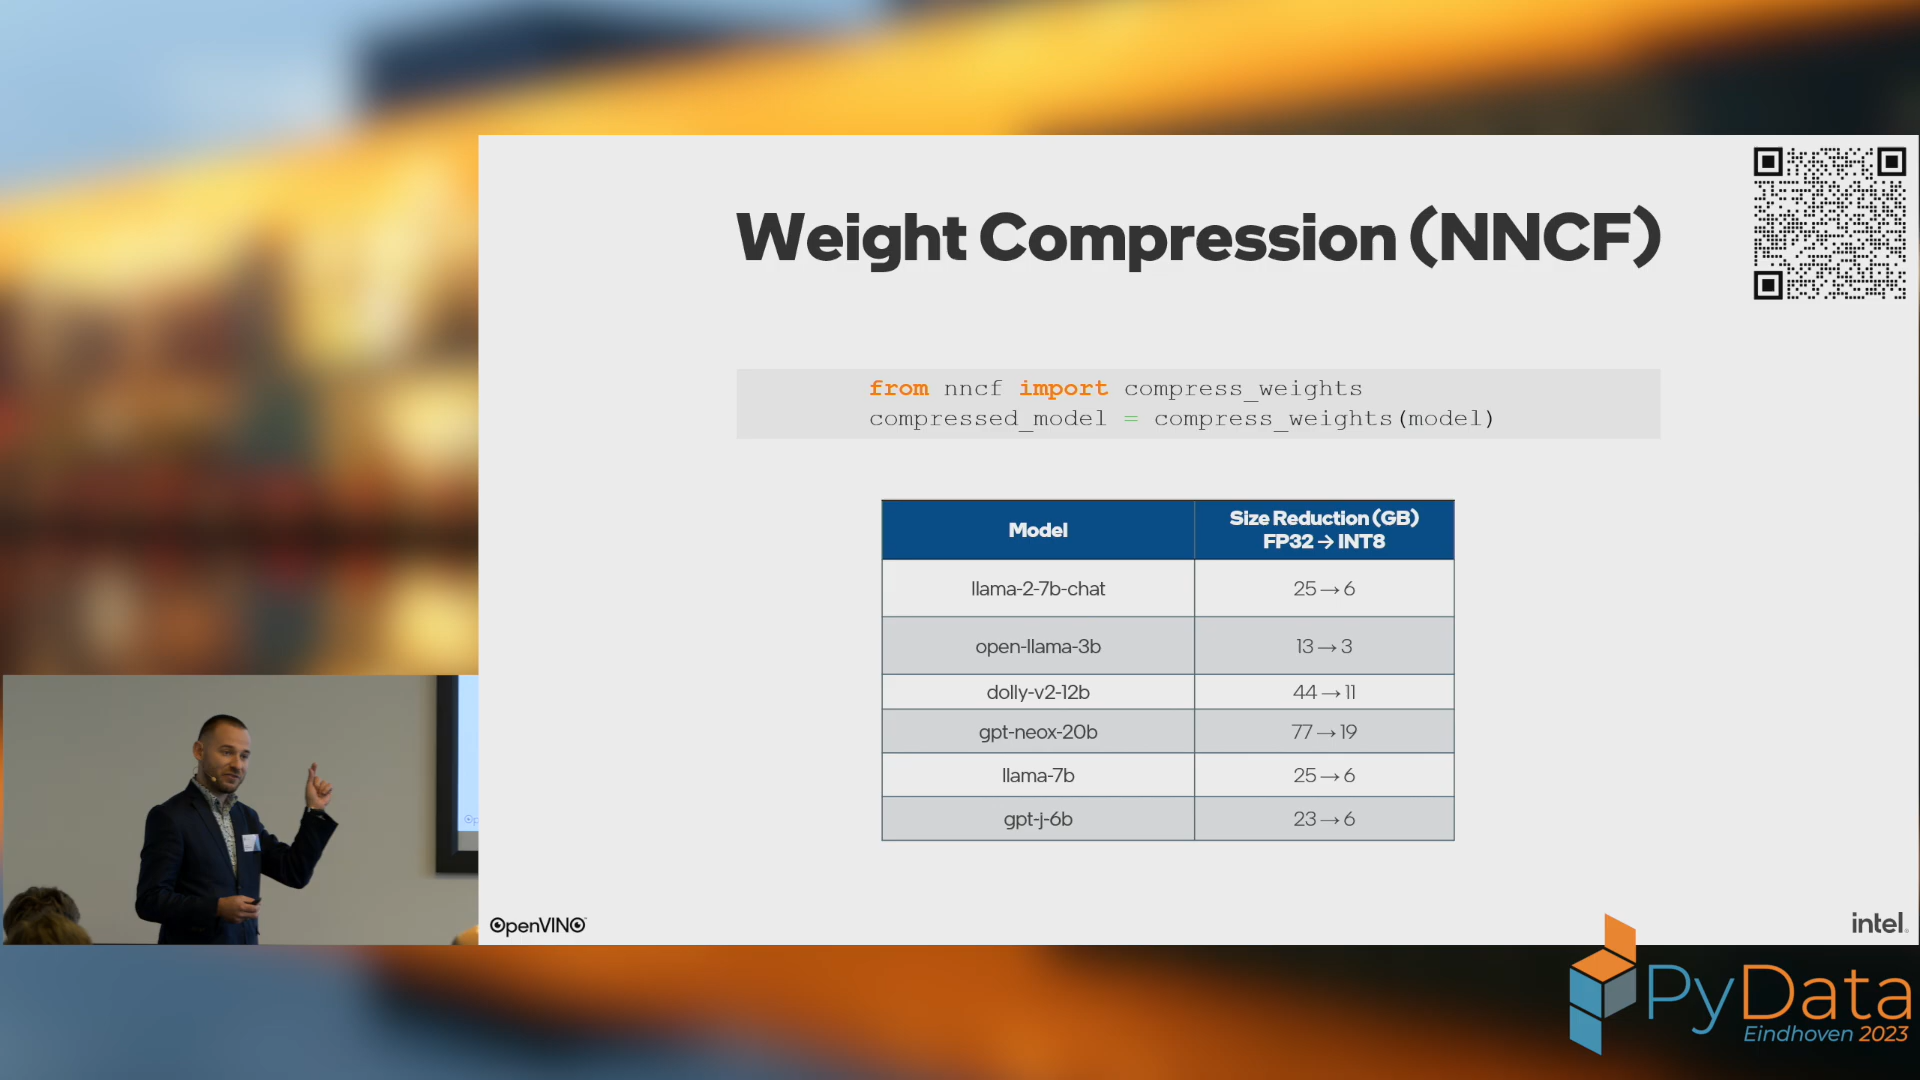 Weight Compression (NNCF)
from nncf import compress_weights
compressed_model = compress_weights(model)
Model
Size Reduction (GB)
FP32 → INT8
llama-2-7b-chat
25 → 6
open-llama-3b
13 → 3
dolly-v2-12b
44 → 11
gpt-neox-20b
77 → 19
llama-7b
25 → 6
gpt-j-6b
23 → 6
OpenVINO
intel.
PyData
Eindhoven 2023